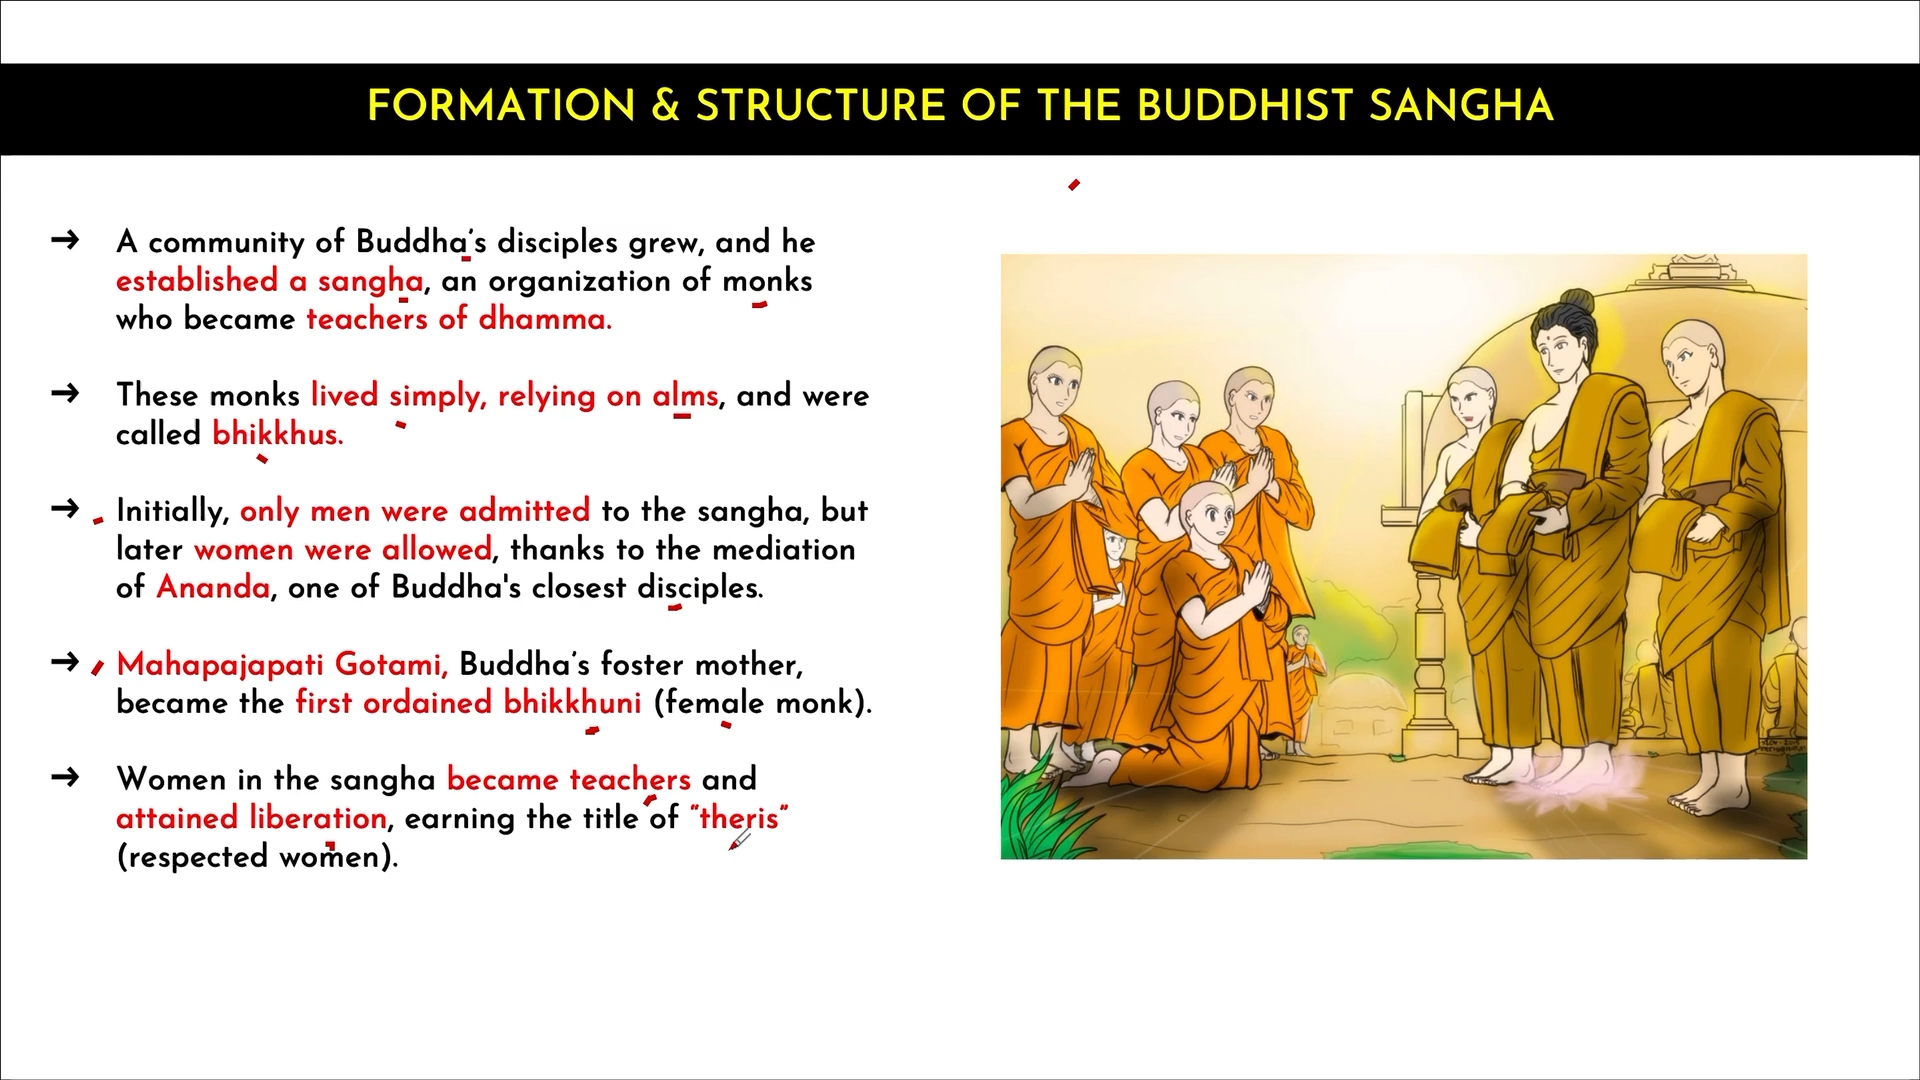 FORMATION & STRUCTURE OF THE BUDDHIST SANGHA
→ A community of Buddha's disciples grew, and he
established a sangha, an organization of monks
who became teachers of dhamma.
→ These monks lived simply, relying on alms, and were
called bhikkhus.
→ Initially, only men were admitted to the sangha, but
later women were allowed, thanks to the mediation
of Ananda, one of Buddha's closest disciples.
→ Mahapajapati Gotami, Buddha's foster mother,
became the first ordained bhikkhuni (female monk).
→ Women in the sangha became teachers and
attained liberation, earning the title of “theris”
(respected women).